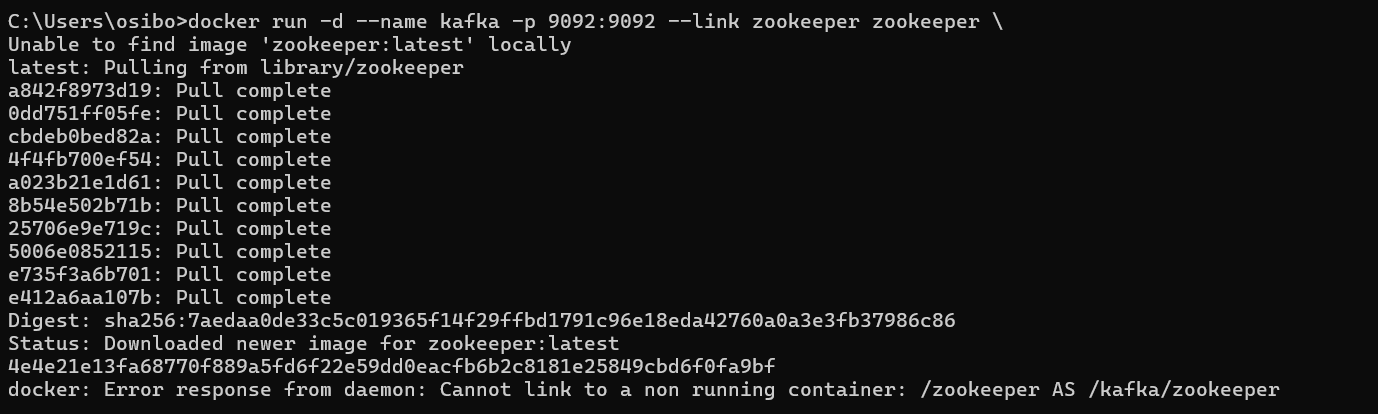 C:\Users\osibo>docker run -d --name kafka -p 9092:9092 --link zookeeper zookeeper \
Unable to find image 'zookeeper:latest' locally
latest: Pulling from library/zookeeper
a842f8973d19: Pull complete
0dd751ff05fe: Pull complete
cbdeb0bed82a: Pull complete
4f4fb700ef54: Pull complete
a023b21e1d61: Pull complete
8b54e502b71b: Pull complete
25706e9e719c: Pull complete
5006e0852115: Pull complete
e735f3a6b701: Pull complete
e412a6aa107b: Pull complete
Digest: sha256:7aedaa0de33c5c019365f14f29ffbd1791c96e18eda42760a0a3e3fb37986c86
Status: Downloaded newer image for zookeeper:latest
4e4e21e13fa68770f889a5fd6f22e59dd0eacfb6b2c8181e25849cbd6f0fa9bf
docker: Error response from daemon: Cannot link to a non running container: /zookeeper AS /kafka/zookeeper